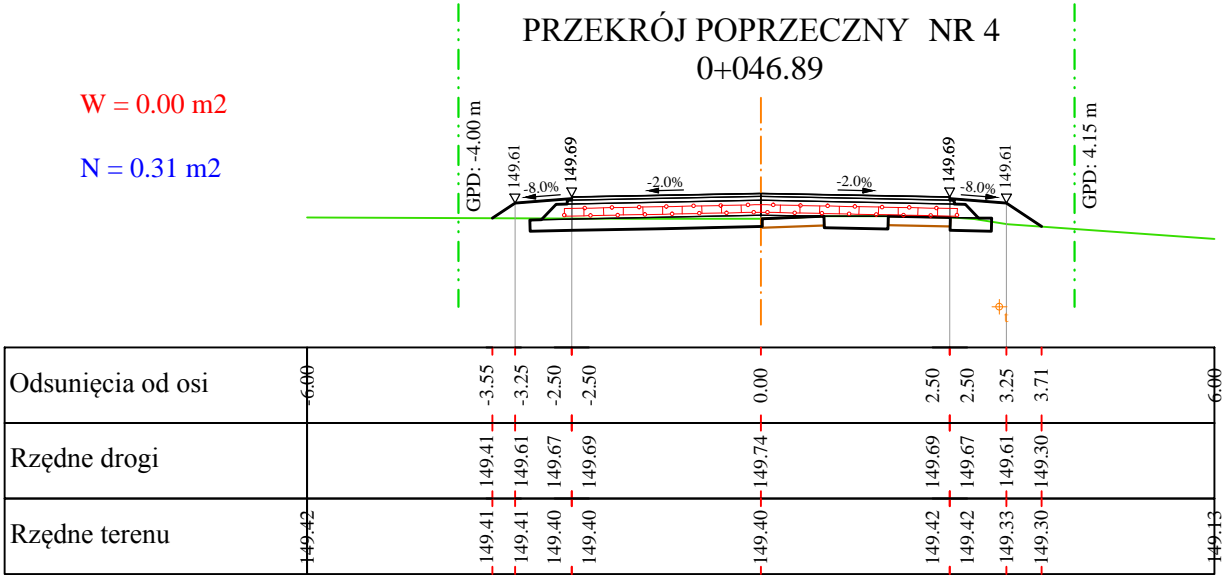 PRZEKRÓJ POPRZECZNY NR 4
0+046.89
W = 0.00 m2
N = 0.31 m2
GPD: -4.00 m
149.61
149.69
149.69
149.61
GPD: 4.15 m
-8.0%
-2.0%
-2.0%
-8.0%
t
Odsunięcia od osi -6.00 -3.55 -3.25 -2.50 -2.50 0.00 2.50 2.50 3.25 3.71 6.00
Rzędne drogi 149.41 149.61 149.67 149.69 149.74 149.69 149.67 149.61 149.30
Rzędne terenu 149.42 149.41 149.41 149.40 149.40 149.40 149.42 149.42 149.33 149.30 149.13